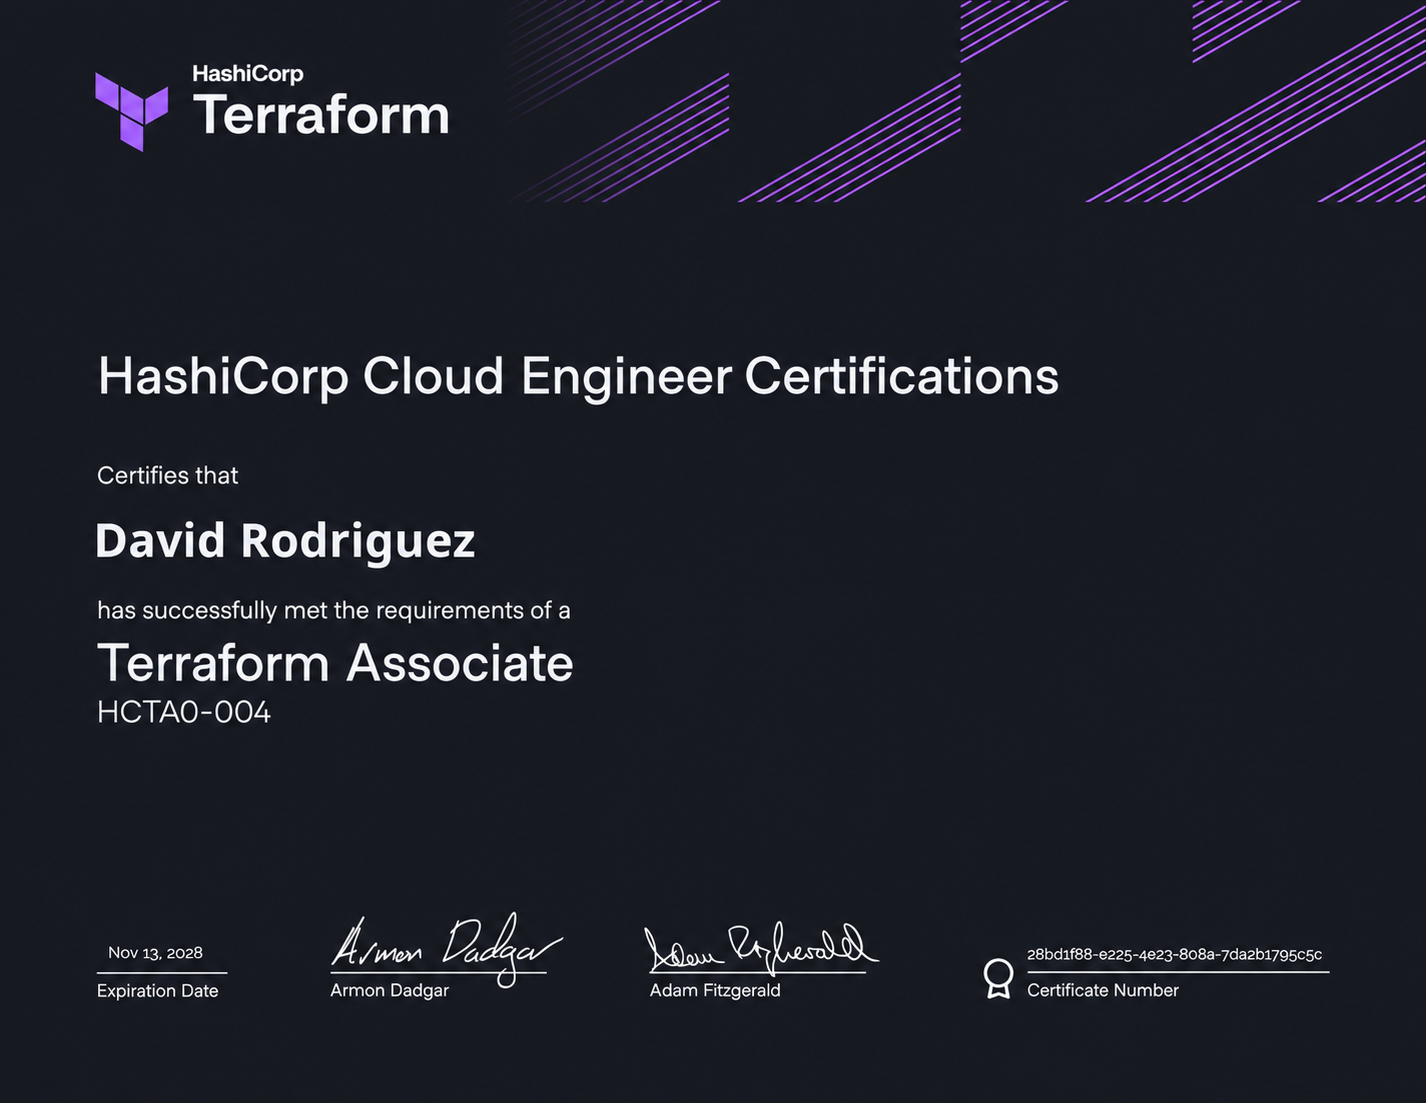 HashiCorp
Terraform
HashiCorp Cloud Engineer Certifications
Certifies that
David Rodriguez
has successfully met the requirements of a
Terraform Associate
HCTA0-004
Nov 13, 2028
Expiration Date
Armon Dadgar
Armon Dadgar
Adam Fitzgerald
28bd1f88-e225-4e23-808a-7da2b1795c5c
Certificate Number